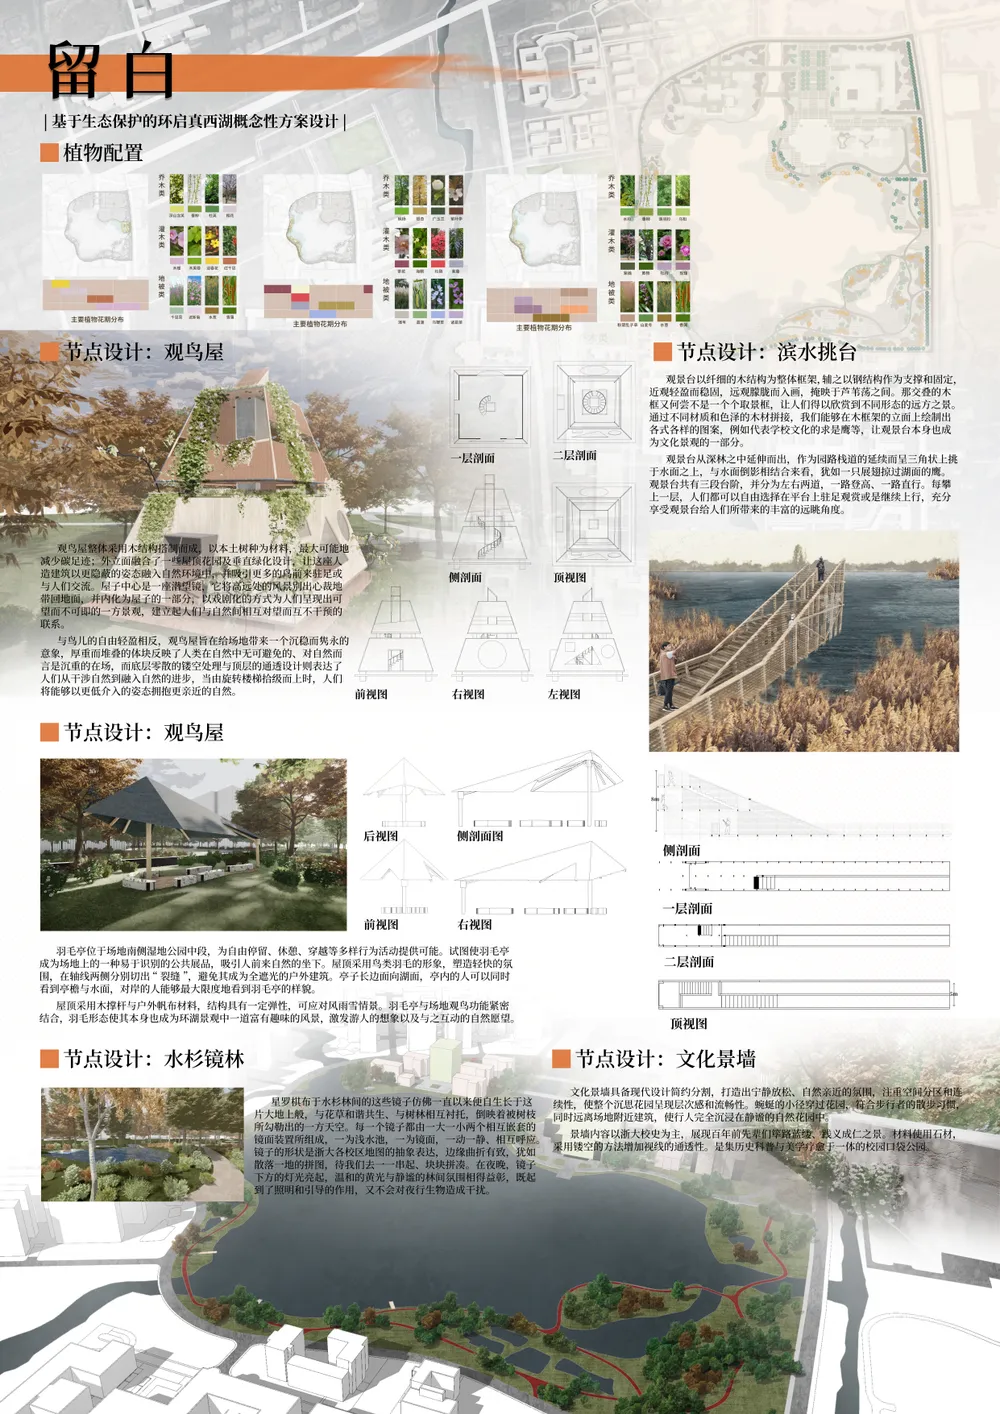 留白
|基于生态保护的环启真西湖概念性方案设计|
植物配置
乔木类
灌木类
地被类
主要植物花期分布
乔木类
灌木类
地被类
主要植物花期分布
乔木类
灌木类
地被类
主要植物花期分布
节点设计：观鸟屋
观鸟屋整体采用木结构搭制而成，以本土树种为材料，最大可能地
减少碳足迹；外立面融合了一些屋顶花园及垂直绿化设计，让这座人
造建筑以更隐蔽的姿态融入自然环境中，并吸引更多的鸟前来驻足或
与人们交流。屋子中心是一座潜望镜，它将高远处的风景别出心裁地
带回地面，并内化为屋子的一部分，以戏剧化的方式为人们呈现出可
望而不可即的一方景观，建立起人们与自然间相互对望而互不干预的
联系。
与鸟儿的自由轻盈相反，观鸟屋旨在给场地带来一个沉稳而隽永的
意象，厚重而堆叠的体块反映了人类在自然中无可避免的、对自然而
言是沉重的在场，而底层零散的镂空处理与顶层的通透设计则表达了
人们从干涉自然到融入自然的进步，当由旋转楼梯拾级而上时，人们
将能够以更低介入的姿态拥抱更亲近的自然。
一层剖面
二层剖面
侧剖面
顶视图
前视图
右视图
左视图
节点设计：滨水挑台
观景台以纤细的木结构为整体框架，辅之以钢结构作为支撑和固定，
近观轻盈而稳固，远观朦胧而入画，掩映于芦苇荡之间。那交叠的木
框又何尝不是一个个取景框，让人们得以欣赏到不同形态的远方之景。
通过不同材质和色泽的木材拼接，我们能够在木框架的立面上绘制出
各式各样的图案，例如代表学校文化的求是鹰等，让观景台本身也成
为文化景观的一部分。
观景台从深林之中延伸而出，作为园路栈道的延续而呈三角状上挑
于水面之上，与水面倒影相结合来看，犹如一只展翅掠过湖面的鹰。
观景台共有三段台阶，并分为左右两道，一路登高、一路直行。每攀
上一层，人们都可以自由选择在平台上驻足观赏或是继续上行，充分
享受观景台给人们所带来的丰富的远眺角度。
侧剖面
一层剖面
二层剖面
顶视图
节点设计：观鸟屋
后视图
侧剖面图
前视图
右视图
羽毛亭位于场地南侧湿地公园中段，为自由停留、休憩、穿越等多样行为活动提供可能。试图使羽毛亭
成为场地上的一种易于识别的公共展品，吸引人前来自然的坐下。屋顶采用鸟类羽毛的形象，塑造轻快的氛
围，在轴线两侧分别切出“裂缝”，避免其成为全遮光的户外建筑。亭子长边面向湖面，亭内的人可以同时
看到亭檐与水面，对岸的人能够最大限度地看到羽毛亭的样貌。
屋顶采用木撑杆与户外帆布材料，结构具有一定弹性，可应对风雨雪情景。羽毛亭与场地观鸟功能紧密
结合，羽毛形态使其本身也成为环湖景观中一道富有趣味的风景，激发游人的想象以及与之互动的自然愿望。
节点设计：水杉镜林
星罗棋布于水杉林间的这些镜子仿佛一直以来便自生长于这
片大地上般，与花草和谐共生、与树林相互衬托，倒映着被树枝
所勾勒出的一方天空。每一个镜子都由一大一小两个相互嵌套的
镜面装置所组成，一为浅水池，一为镜面，一动一静、相互呼应。
镜子的形状是浙大各校区地图的抽象表达，边缘曲折有致，犹如
散落一地的拼图，待我们去一一串起、块块拼凑。在夜晚，镜子
下方的灯光亮起，温和的黄光与静谧的林间氛围相得益彰，既起
到了照明和引导的作用，又不会对夜行生物造成干扰。
节点设计：文化景墙
文化景墙具备现代设计简约分割，打造出宁静放松、自然亲近的氛围，注重空间分区和连
续性，使整个沉思花园呈现层次感和流畅性。蜿蜒的小径穿过花园，符合步行者的散步习惯，
同时远离场地附近建筑，使行人完全沉浸在静谧的自然花园中。
景墙内容以浙大校史为主，展现百年前先辈们筚路蓝缕、践义成仁之景。材料使用石材，
采用镂空的方法增加视线的通透性。是集历史科普与美学疗愈于一体的校园口袋公园。